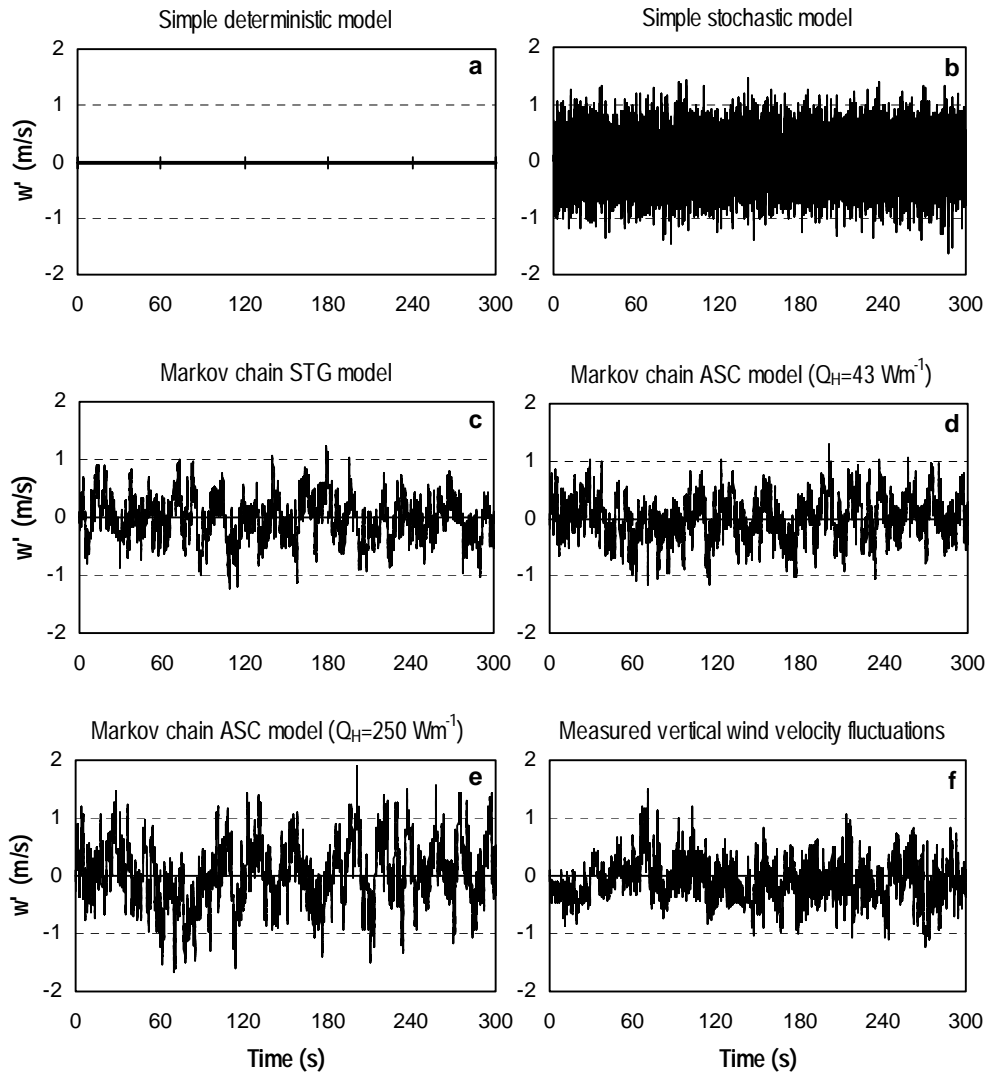 Simple deterministic model
Simple stochastic model
2
a
1
0
-1
-2
w' (m/s)
0 60 120 180 240 300
2
b
1
0
-1
-2
w' (m/s)
0 60 120 180 240 300
Markov chain STG model
Markov chain ASC model (QH=43 Wm-1)
2
c
1
0
-1
-2
w' (m/s)
0 60 120 180 240 300
2
d
1
0
-1
-2
w' (m/s)
0 60 120 180 240 300
Markov chain ASC model (QH=250 Wm-1)
Measured vertical wind velocity fluctuations
2
e
1
0
-1
-2
w' (m/s)
0 60 120 180 240 300
Time (s)
2
f
1
0
-1
-2
w' (m/s)
0 60 120 180 240 300
Time (s)